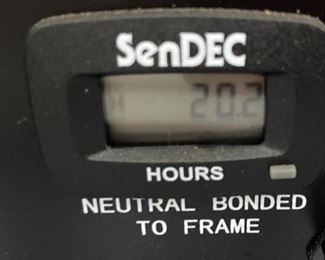 SenDEC
20.2
HOURS
NEUTRAL BONDED
TO FRAME